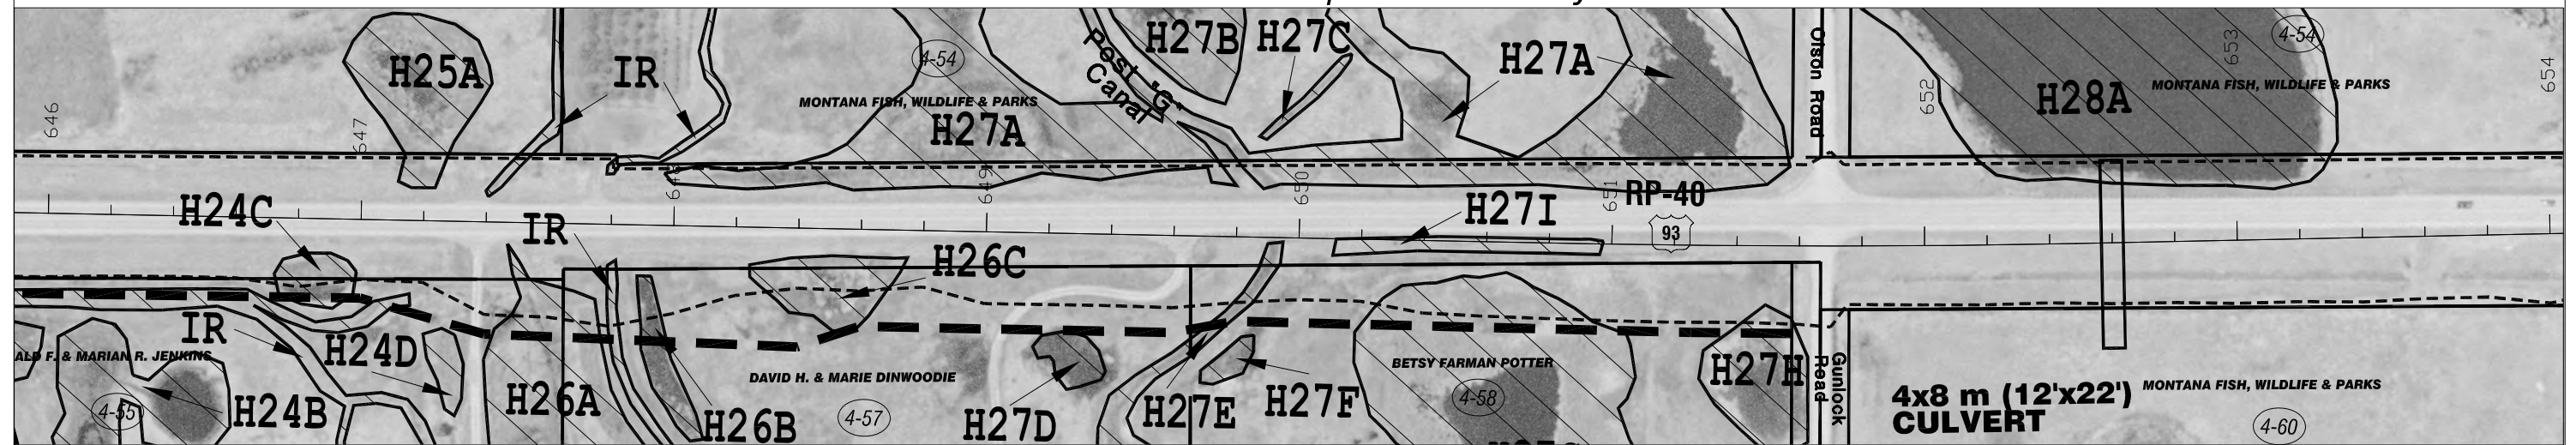 H25A
IR
4-54
MONTANA FISH, WILDLIFE & PARKS
H27A
Post "G"
Canal
H27B
H27C
H27A
Olson Road
4-54
MONTANA FISH, WILDLIFE & PARKS
H28A
646
647
649
650
651
652
653
654
H24C
IR
H26C
H27I
RP-40
93
IR
H24D
ALD F. & MARIAN R. JENKINS
H24B
4-55
H26A
H26B
DAVID H. & MARIE DINWOODIE
4-57
H27D
H27E
H27F
BETSY FARMAN POTTER
4-58
H27H
Gunlock
Road
4x8 m (12'x22')
CULVERT
MONTANA FISH, WILDLIFE & PARKS
4-60